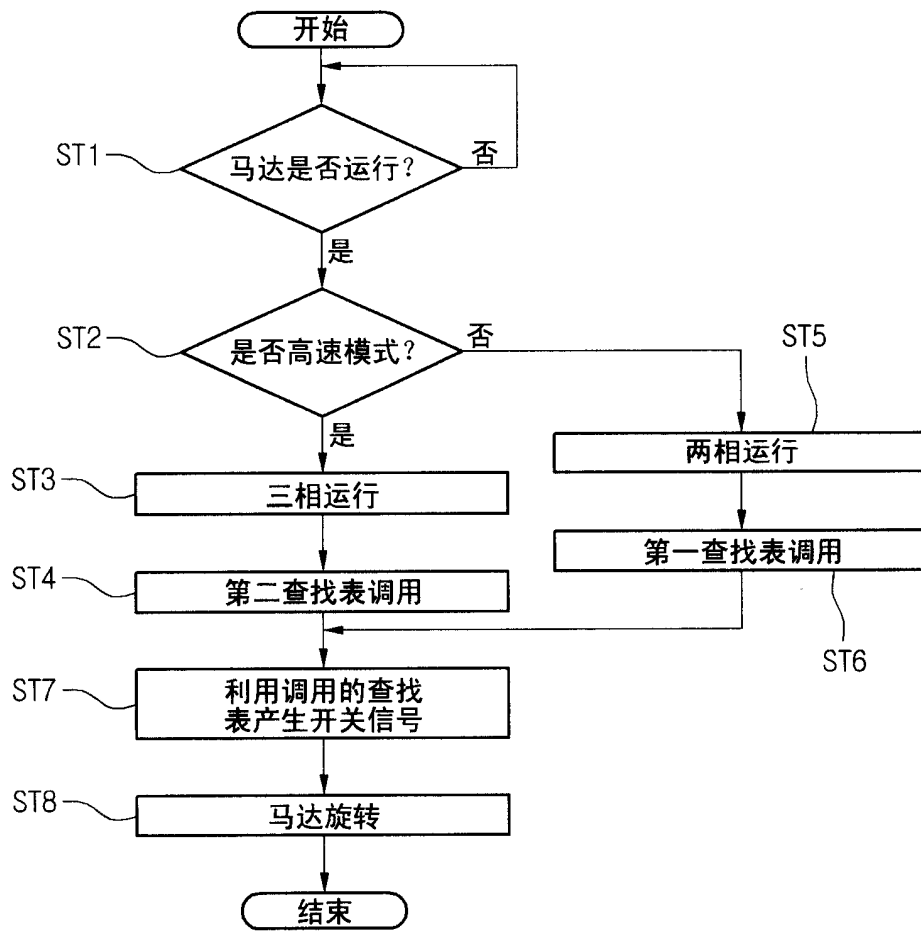 开始
ST1
马达是否运行？
否
是
ST2
是否高速模式？
否
ST5
是
两相运行
ST3
三相运行
第一查找表调用
ST4
第二查找表调用
ST6
ST7
利用调用的查找
表产生开关信号
ST8
马达旋转
结束